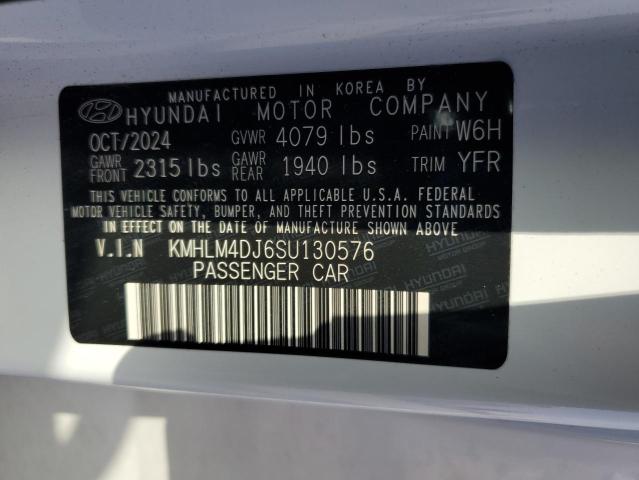 MANUFACTURED IN KOREA BY
HYUNDAI MOTOR COMPANY
OCT/2024 GVWR 4079 lbs PAINT W6H
GAWR FRONT 2315 lbs GAWR REAR 1940 lbs TRIM YFR
THIS VEHICLE CONFORMS TO ALL APPLICABLE U.S.A. FEDERAL
MOTOR VEHICLE SAFETY, BUMPER, AND THEFT PREVENTION STANDARDS
IN EFFECT ON THE DATE OF MANUFACTURE SHOWN ABOVE
V.I.N KMHLM4DJ6SU130576
PASSENGER CAR